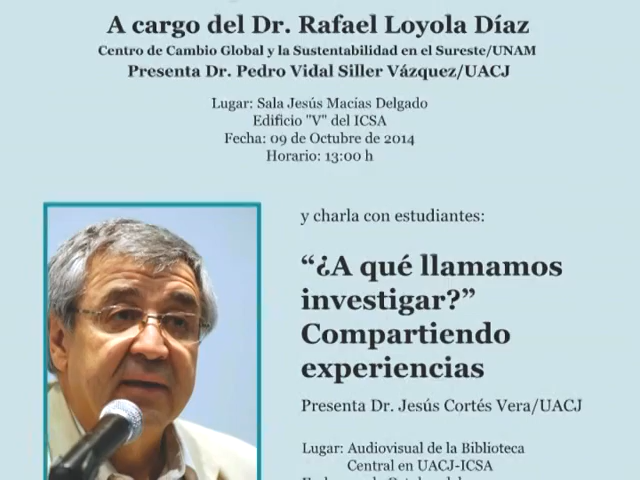 A cargo del Dr. Rafael Loyola Díaz
Centro de Cambio Global y la Sustentabilidad en el Sureste/UNAM
Presenta Dr. Pedro Vidal Siller Vázquez/UACJ
Lugar: Sala Jesús Macías Delgado
Edificio "V" del ICSA
Fecha: 09 de Octubre de 2014
Horario: 13:00 h
y charla con estudiantes:
“¿A qué llamamos
investigar?”
Compartiendo
experiencias
Presenta Dr. Jesús Cortés Vera/UACJ
Lugar: Audiovisual de la Biblioteca
Central en UACJ-ICSA